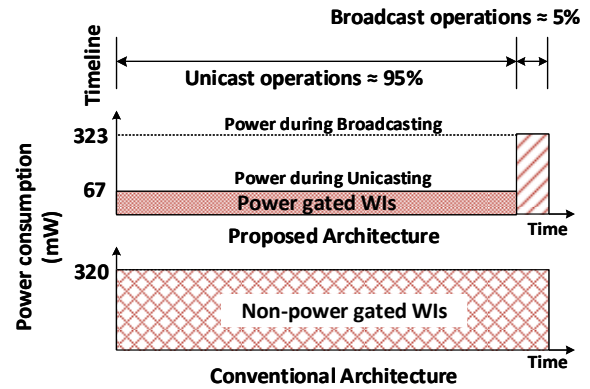 Broadcast operations ≈ 5%
Timeline
Unicast operations ≈ 95%
Power consumption
(mW)
323
Power during Broadcasting
67
Power during Unicasting
Power gated WIs
Time
Proposed Architecture
320
Non-power gated WIs
Time
Conventional Architecture